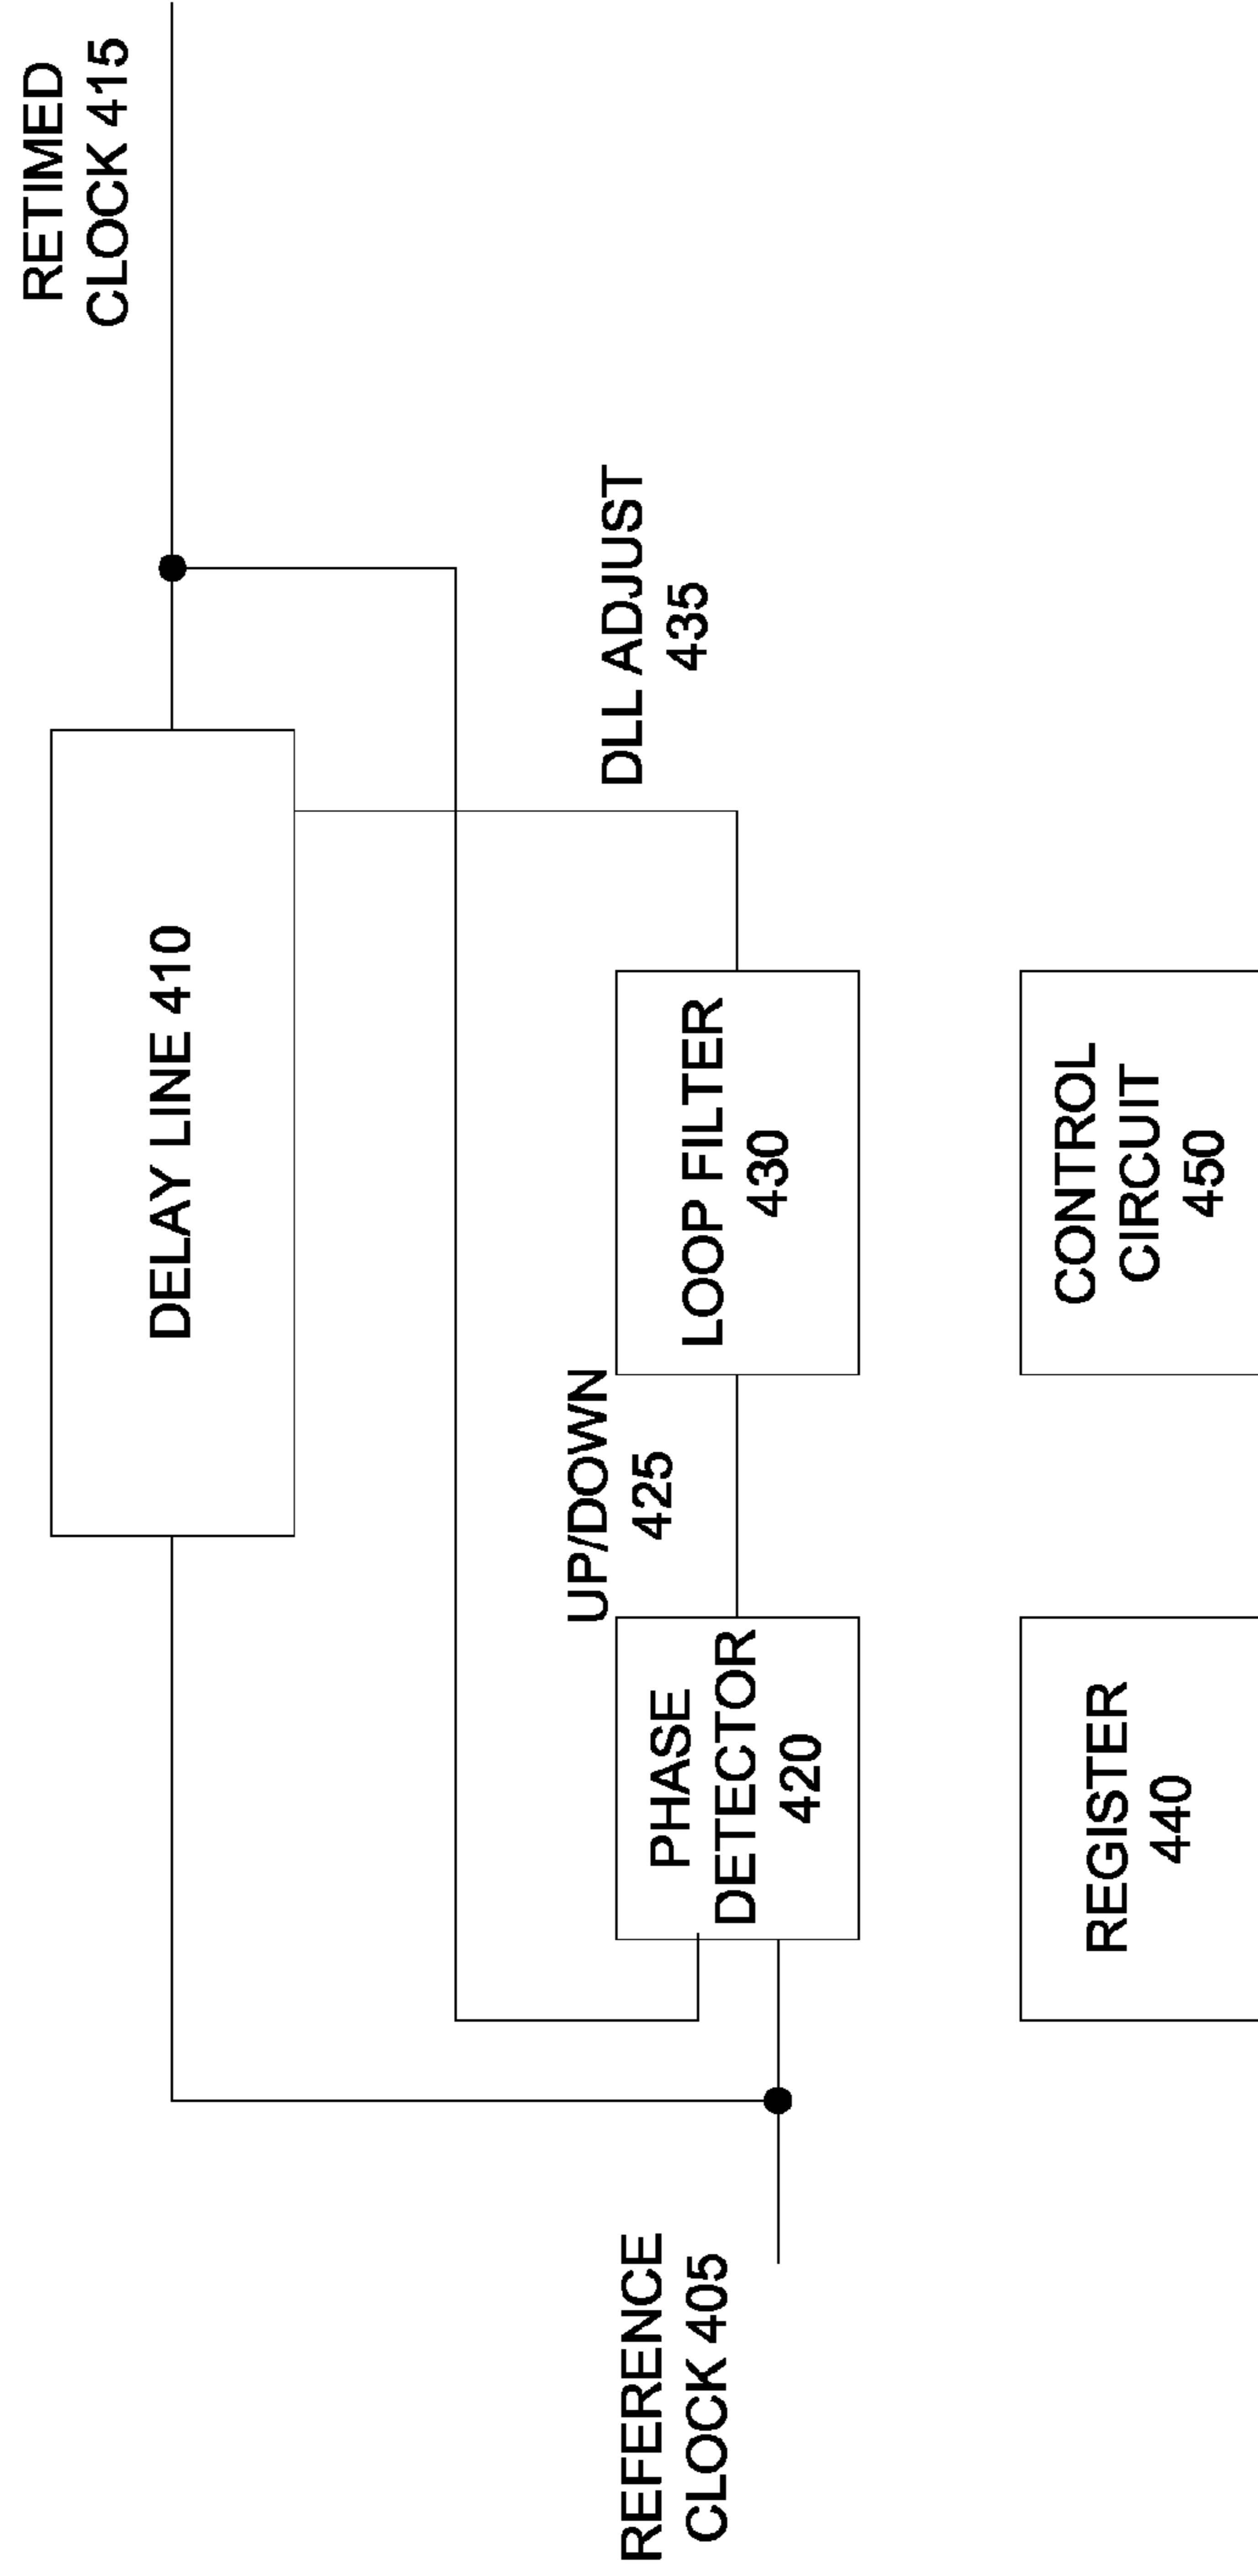 RETIMED
CLOCK 415
DELAY LINE 410
DLL ADJUST
435
UP/DOWN
425
LOOP FILTER
430
PHASE
DETECTOR
420
REFERENCE
CLOCK 405
CONTROL
CIRCUIT
450
REGISTER
440